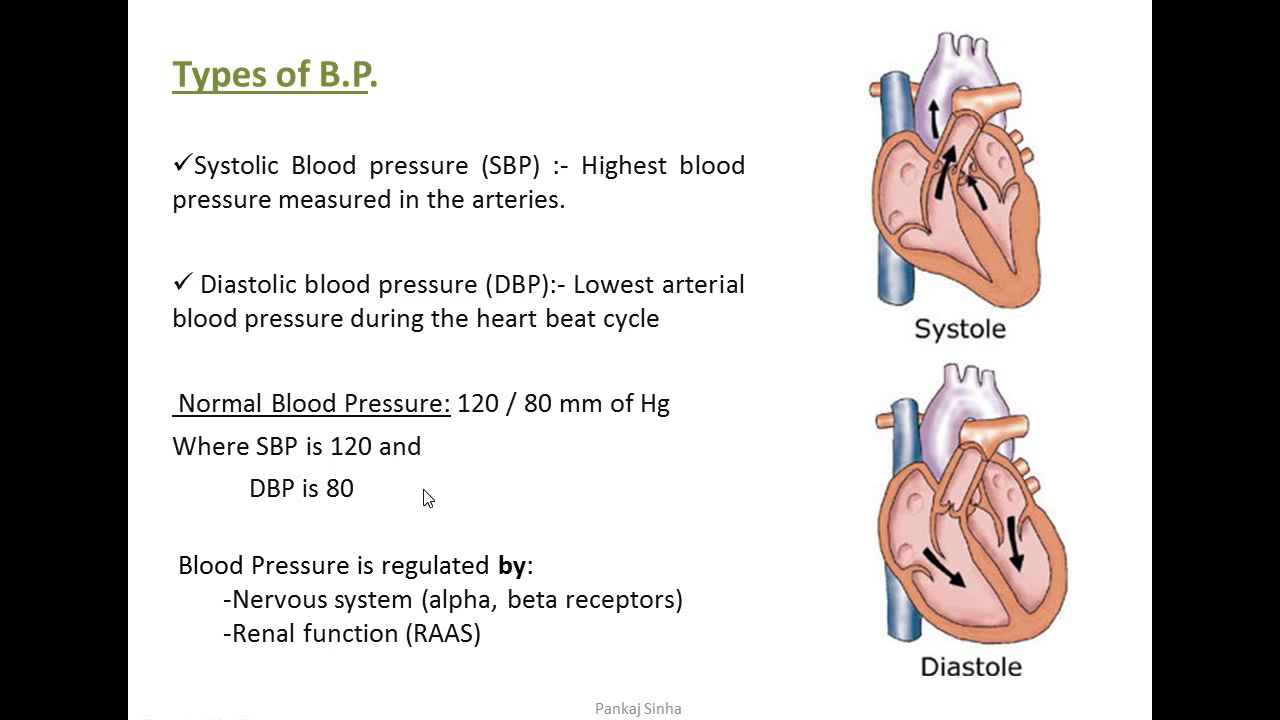 Types of B.P.
✓Systolic Blood pressure (SBP) :- Highest blood
pressure measured in the arteries.
✓ Diastolic blood pressure (DBP):- Lowest arterial
blood pressure during the heart beat cycle
Normal Blood Pressure: 120 / 80 mm of Hg
Where SBP is 120 and
DBP is 80
Blood Pressure is regulated by:
-Nervous system (alpha, beta receptors)
-Renal function (RAAS)
Systole
Diastole
Pankaj Sinha